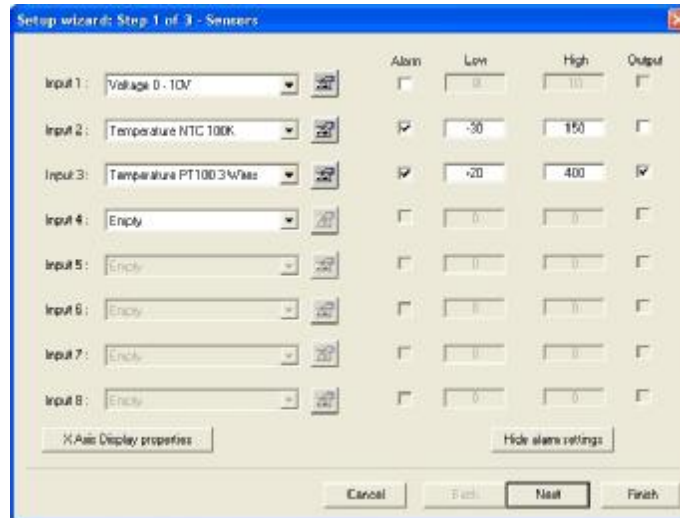 Setup wizard: Step 1 of 3 - Sensors
Alarm Low High Output
Input 1: Voltage 0 - 10V 0 10
Input 2: Temperature NTC 100K -30 150
Input 3: Temperature PT100 3 Wires -20 400
Input 4: Empty 0 0
Input 5: Empty 0 0
Input 6: Empty 0 0
Input 7: Empty 0 0
Input 8: Empty 0 0
X Axis Display properties Hide alarm settings
Cancel Back Next Finish